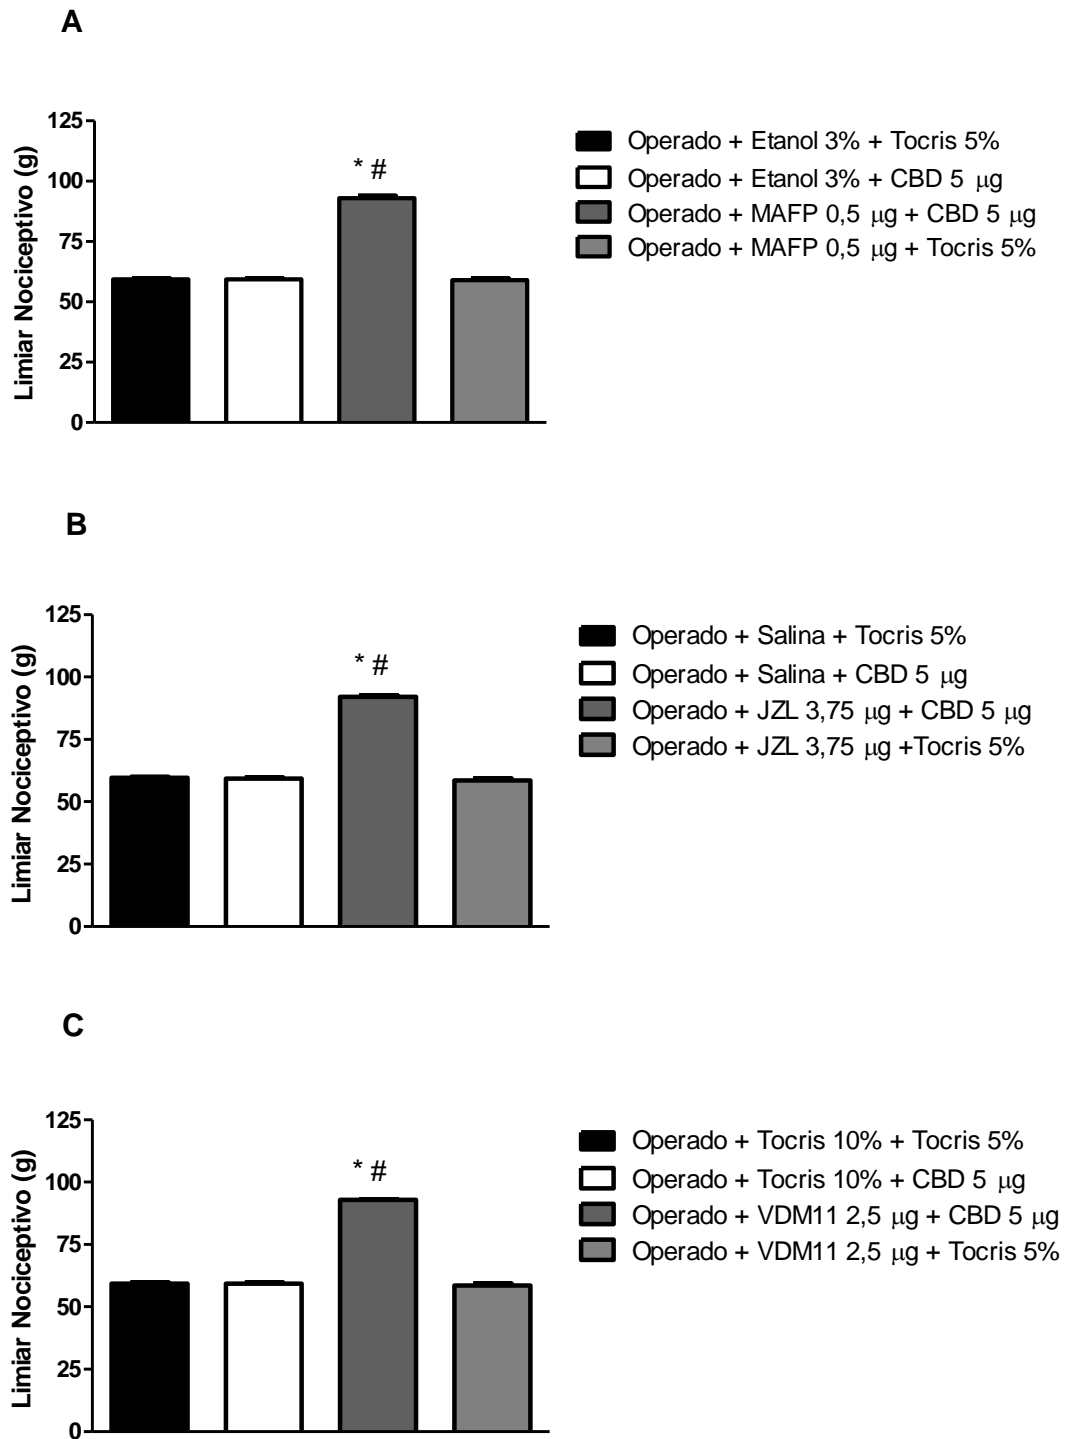 A
Limiar Nociceptivo (g)
125
100
75
50
25
0
* #
Operado + Etanol 3% + Tocris 5%
Operado + Etanol 3% + CBD 5 μg
Operado + MAFP 0,5 μg + CBD 5 μg
Operado + MAFP 0,5 μg + Tocris 5%
B
Limiar Nociceptivo (g)
125
100
75
50
25
0
* #
Operado + Salina + Tocris 5%
Operado + Salina + CBD 5 μg
Operado + JZL 3,75 μg + CBD 5 μg
Operado + JZL 3,75 μg +Tocris 5%
C
Limiar Nociceptivo (g)
125
100
75
50
25
0
* #
Operado + Tocris 10% + Tocris 5%
Operado + Tocris 10% + CBD 5 μg
Operado + VDM11 2,5 μg + CBD 5 μg
Operado + VDM11 2,5 μg + Tocris 5%